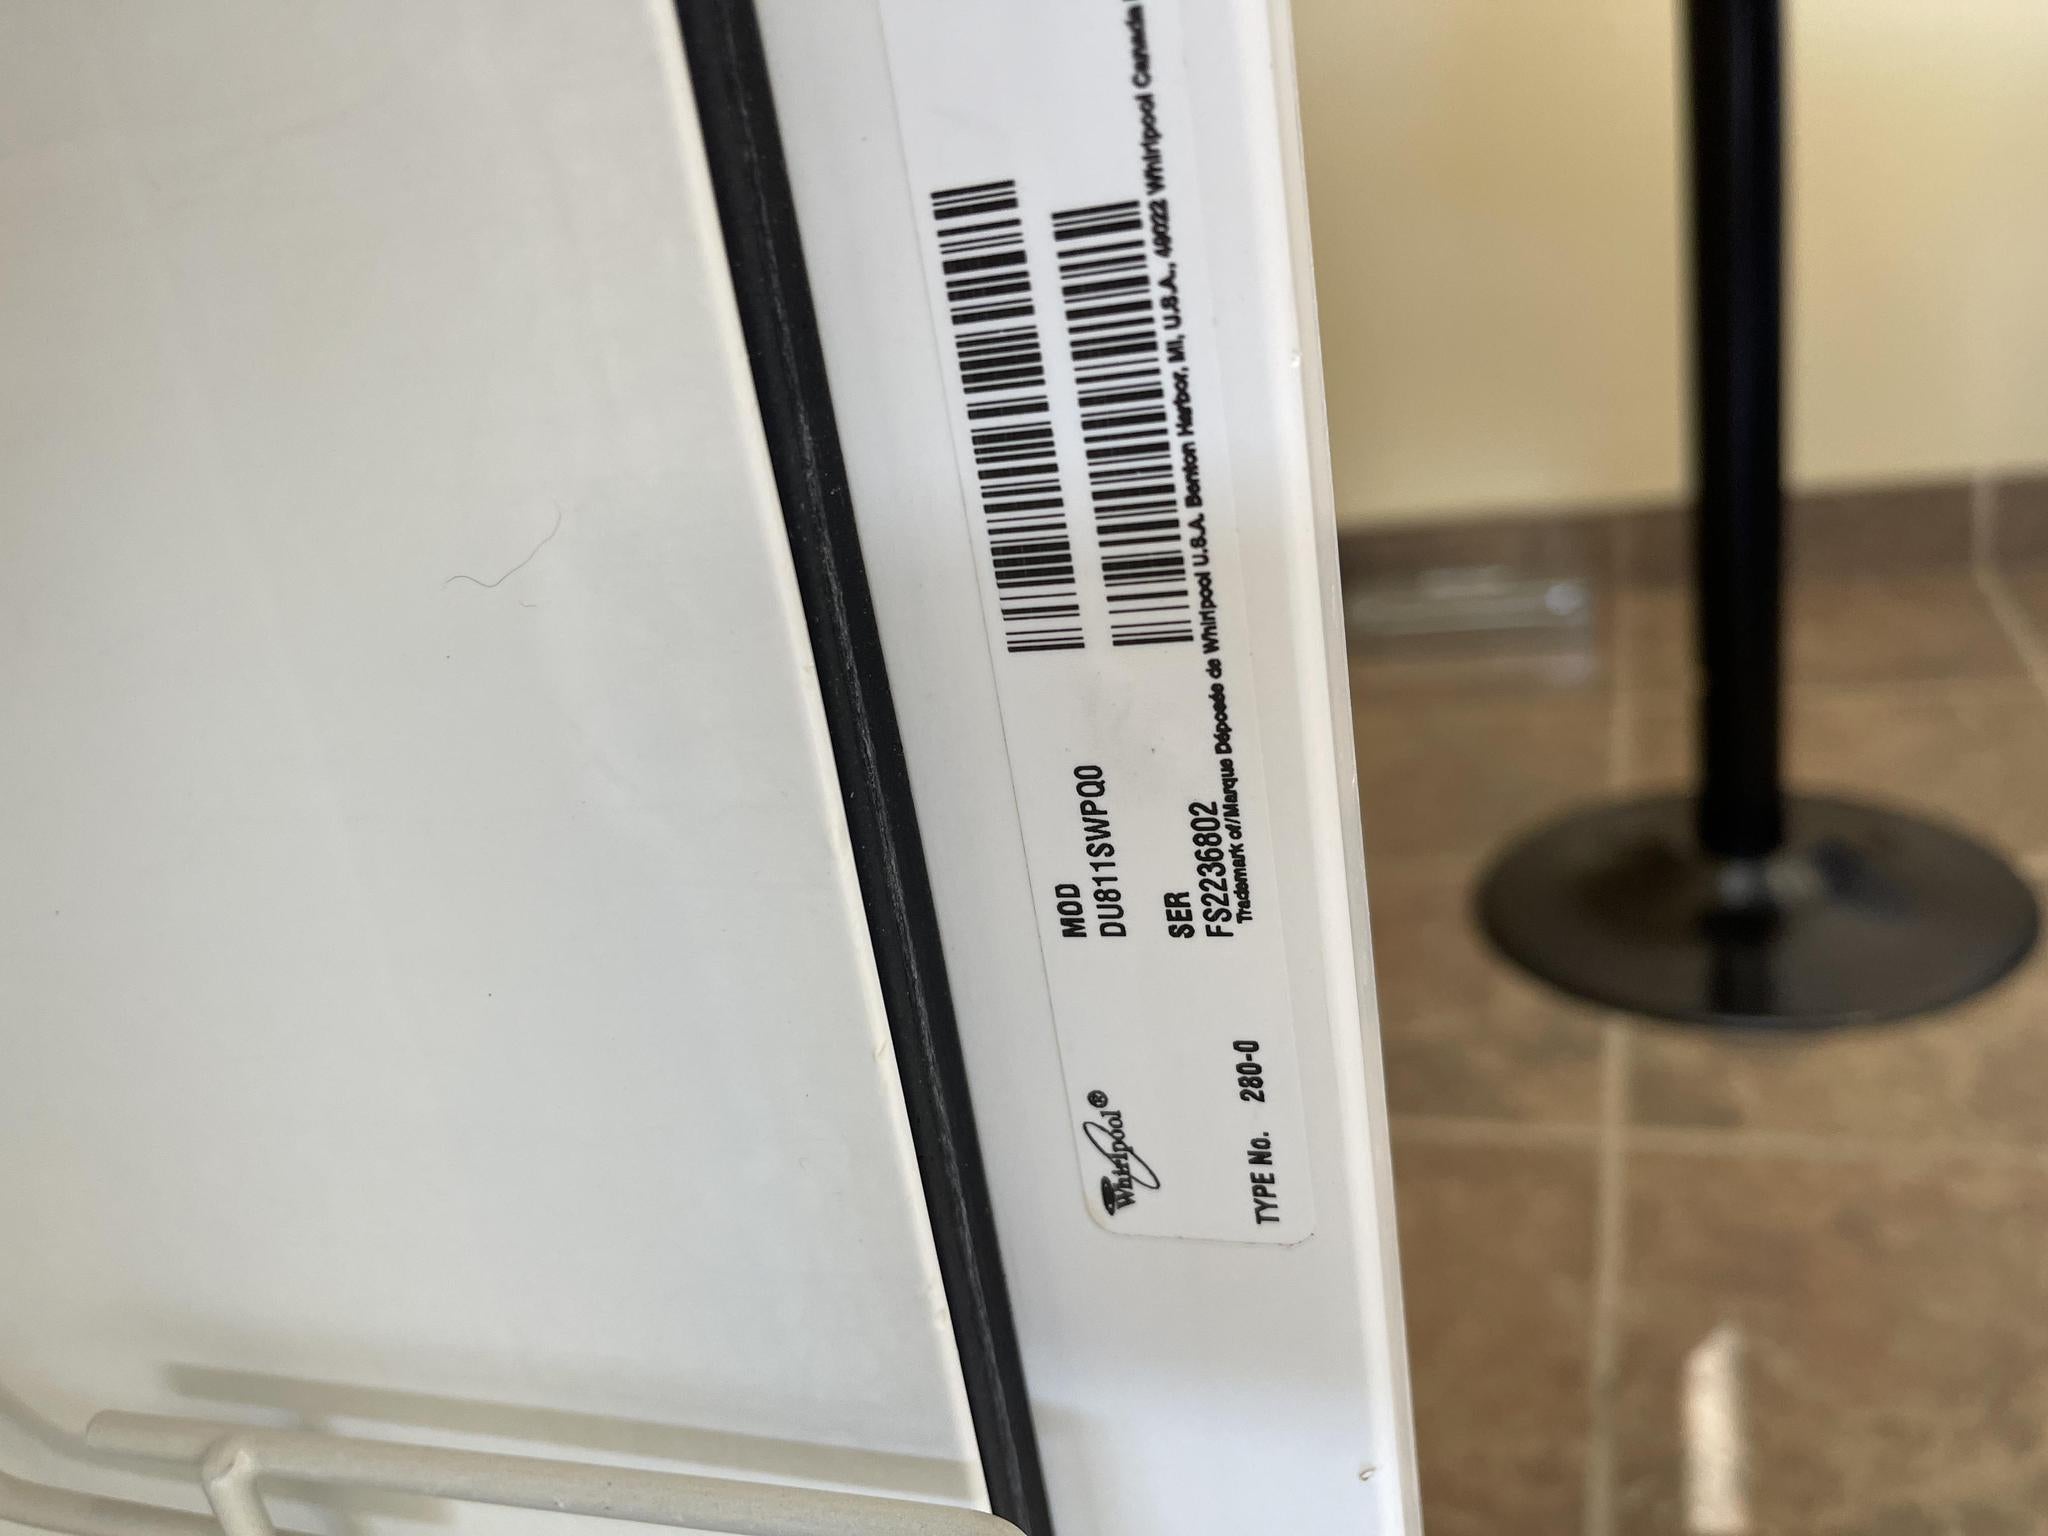 Whirlpool®
MOD
DU811SWPQ0
SER
FS2236802
Trademark of/Marque Déposée de Whirlpool U.S.A. Benton Harbor, MI, U.S.A., 49022 Whirlpool Canada
TYPE No. 280-0